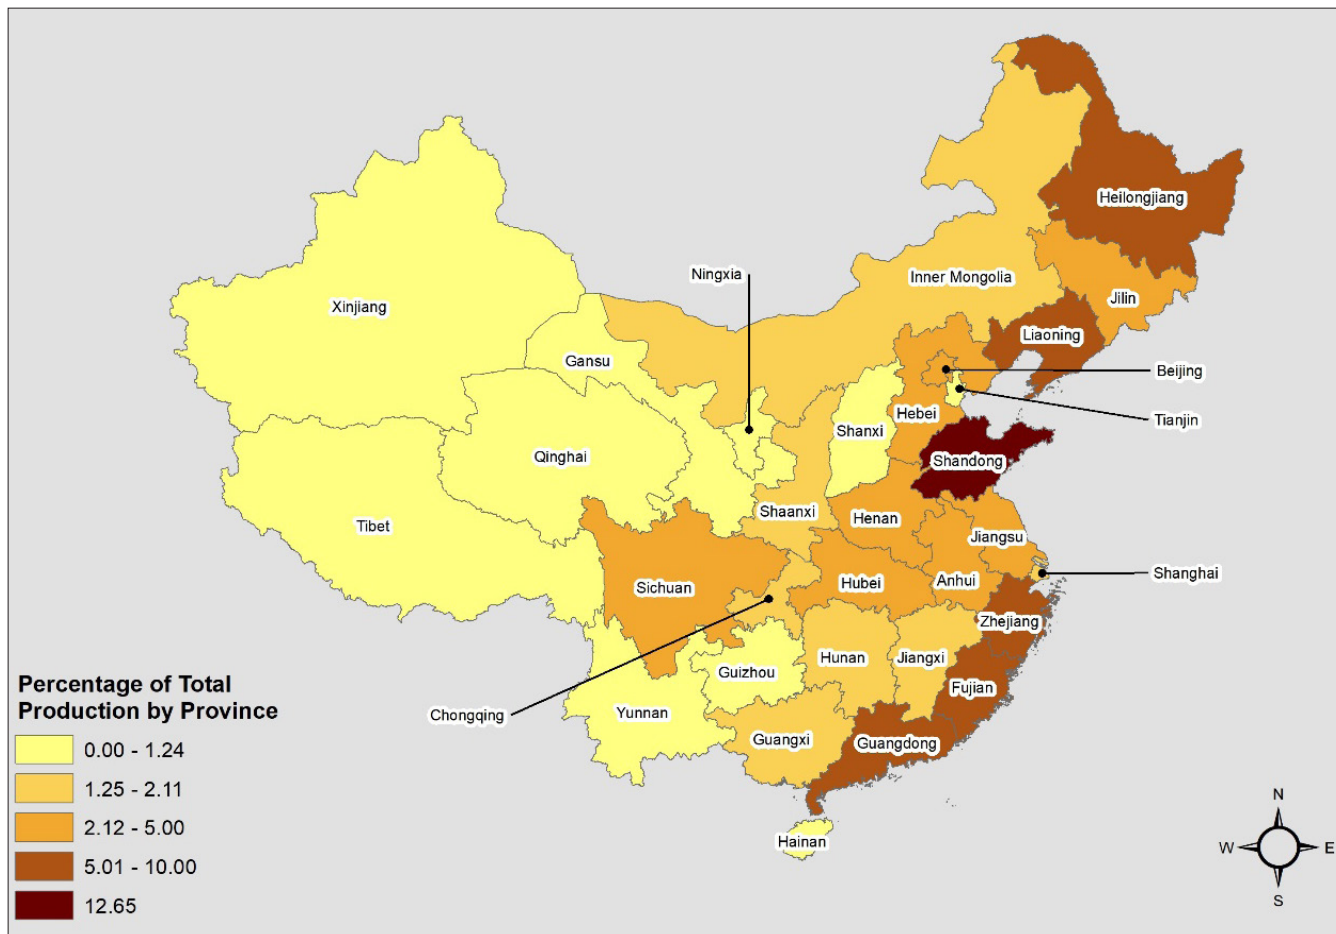 Heilongjiang
Ningxia
Inner Mongolia
Jilin
Xinjiang
Liaoning
Gansu
Beijing
Hebei
Tianjin
Shanxi
Qinghai
Shandong
Shaanxi
Henan
Tibet
Jiangsu
Shanghai
Sichuan
Hubei
Anhui
Zhejiang
Hunan
Jiangxi
Guizhou
Fujian
Chongqing
Yunnan
Guangxi
Guangdong
Hainan
Percentage of Total
Production by Province
0.00 - 1.24
1.25 - 2.11
2.12 - 5.00
5.01 - 10.00
12.65
N
W
E
S